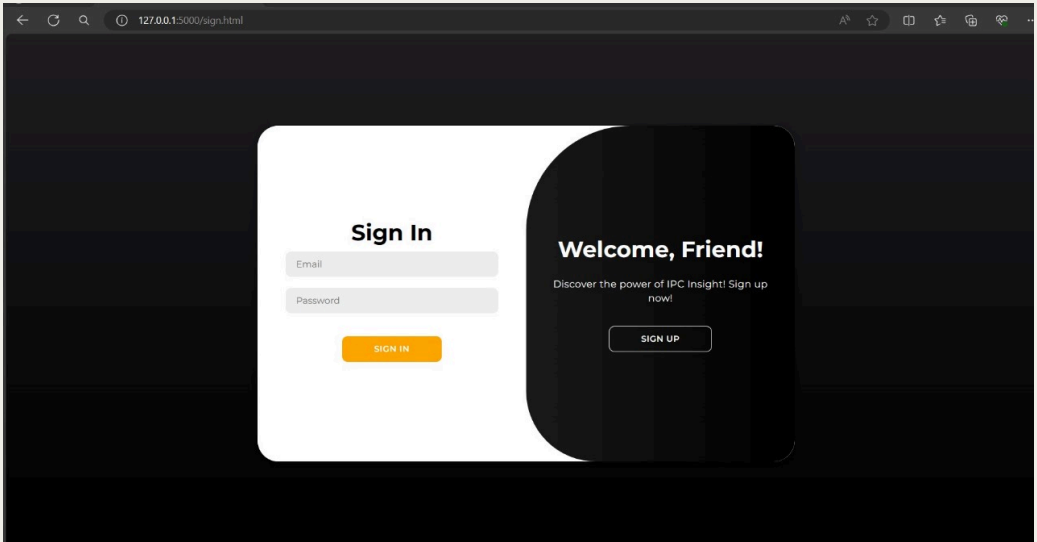 127.0.0.1:5000/sign.html
Sign In
Email
Password
SIGN IN
Welcome, Friend!
Discover the power of IPC Insight! Sign up
now!
SIGN UP